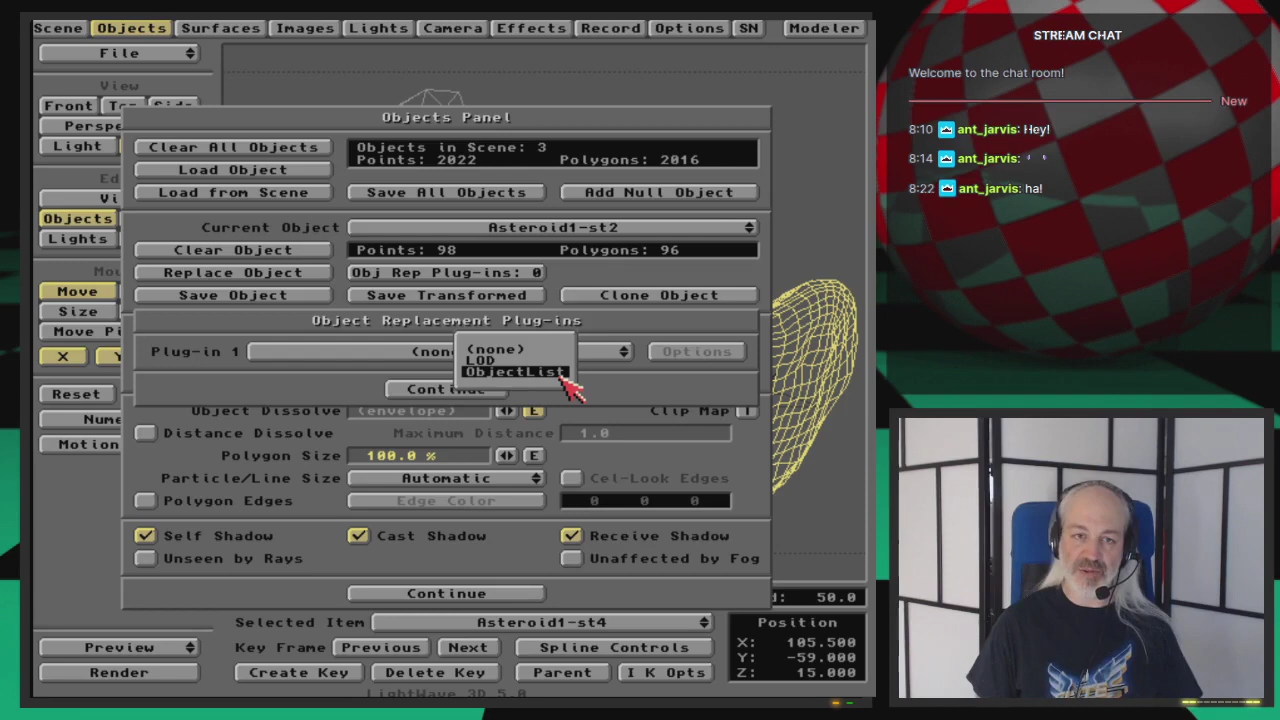 Scene Objects Surfaces Images Lights Camera Effects Record Options SN Modeler
File
View
Front Top Side
Perspe
Light
Vi
Objects
Lights
Mou
Move
Size
Move Pi
X Y
Reset
Nume
Motion
Objects Panel
Clear All Objects
Objects in Scene: 3
Points: 2022 Polygons: 2016
Load Object
Load from Scene Save All Objects Add Null Object
Current Object Asteroid1-st2
Clear Object Points: 98 Polygons: 96
Replace Object Obj Rep Plug-ins: 0
Save Object Save Transformed Clone Object
Object Replacement Plug-ins
Plug-in 1 (non Options
(none)
LOD
ObjectList
Continue
Object Dissolve (envelope) E Clip Map T
Distance Dissolve Maximum Distance 1.0
Polygon Size 100.0 % E
Particle/Line Size Automatic Cel-Look Edges
Polygon Edges Edge Color 0 0 0
Self Shadow Cast Shadow Receive Shadow
Unseen by Rays Unaffected by Fog
Continue
d: 50.0
Selected Item Asteroid1-st4
Position
X: 105.500
Y: -59.000
Z: 15.000
Preview Key Frame Previous Next Spline Controls
Render Create Key Delete Key Parent I K Opts
LightWave 3D 5.0
STREAM CHAT
Welcome to the chat room!
New
8:10 ant_jarvis: Hey!
8:14 ant_jarvis: ' '
8:22 ant_jarvis: ha!